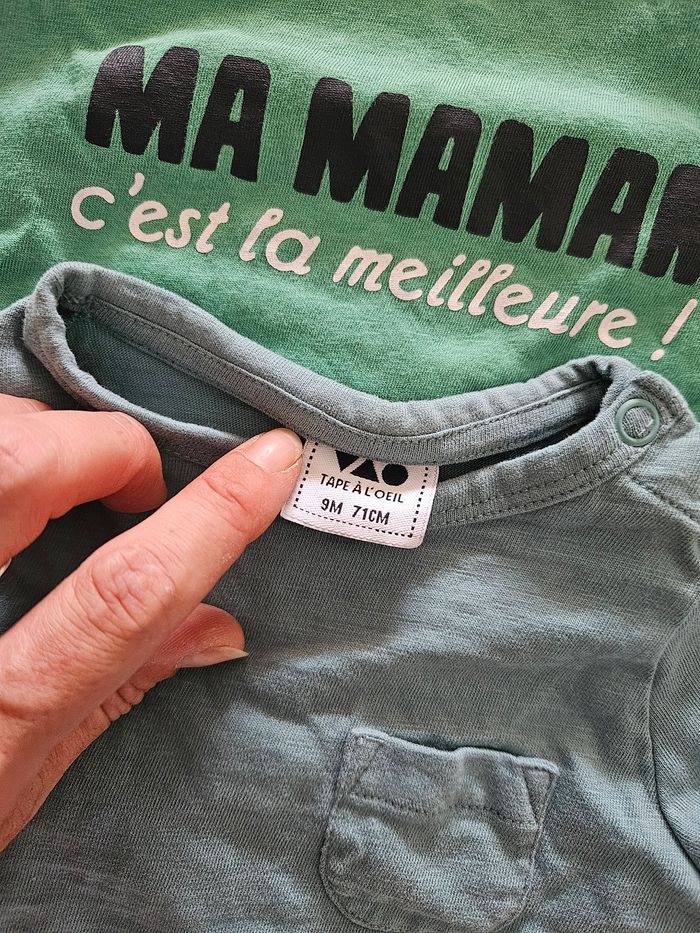 MA MAMAN
c'est la meilleure !
TAPE À L'OEIL
9M 71CM